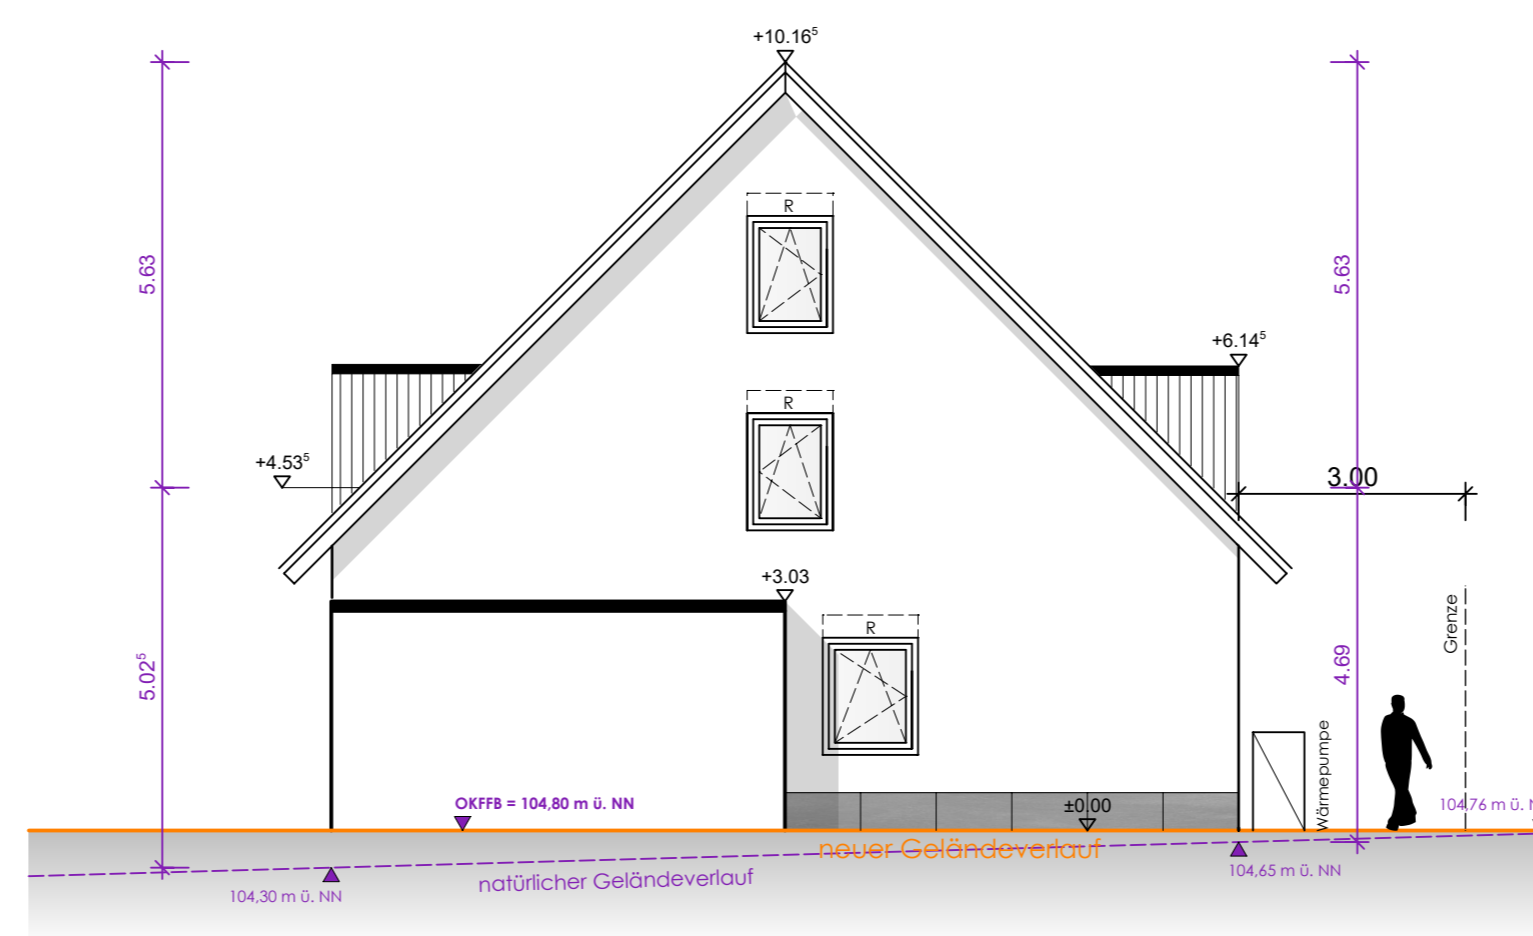 +10.16⁵
5.63
5.63
R
+6.14⁵
R
+4.53⁵
3.00
+3.03
R
Grenze
5.02⁵
4.69
Wärmepumpe
OKFFB = 104,80 m ü. NN
±0.00
104,76 m ü. N
neuer Geländeverlauf
natürlicher Geländeverlauf
104,30 m ü. NN
104,65 m ü. NN